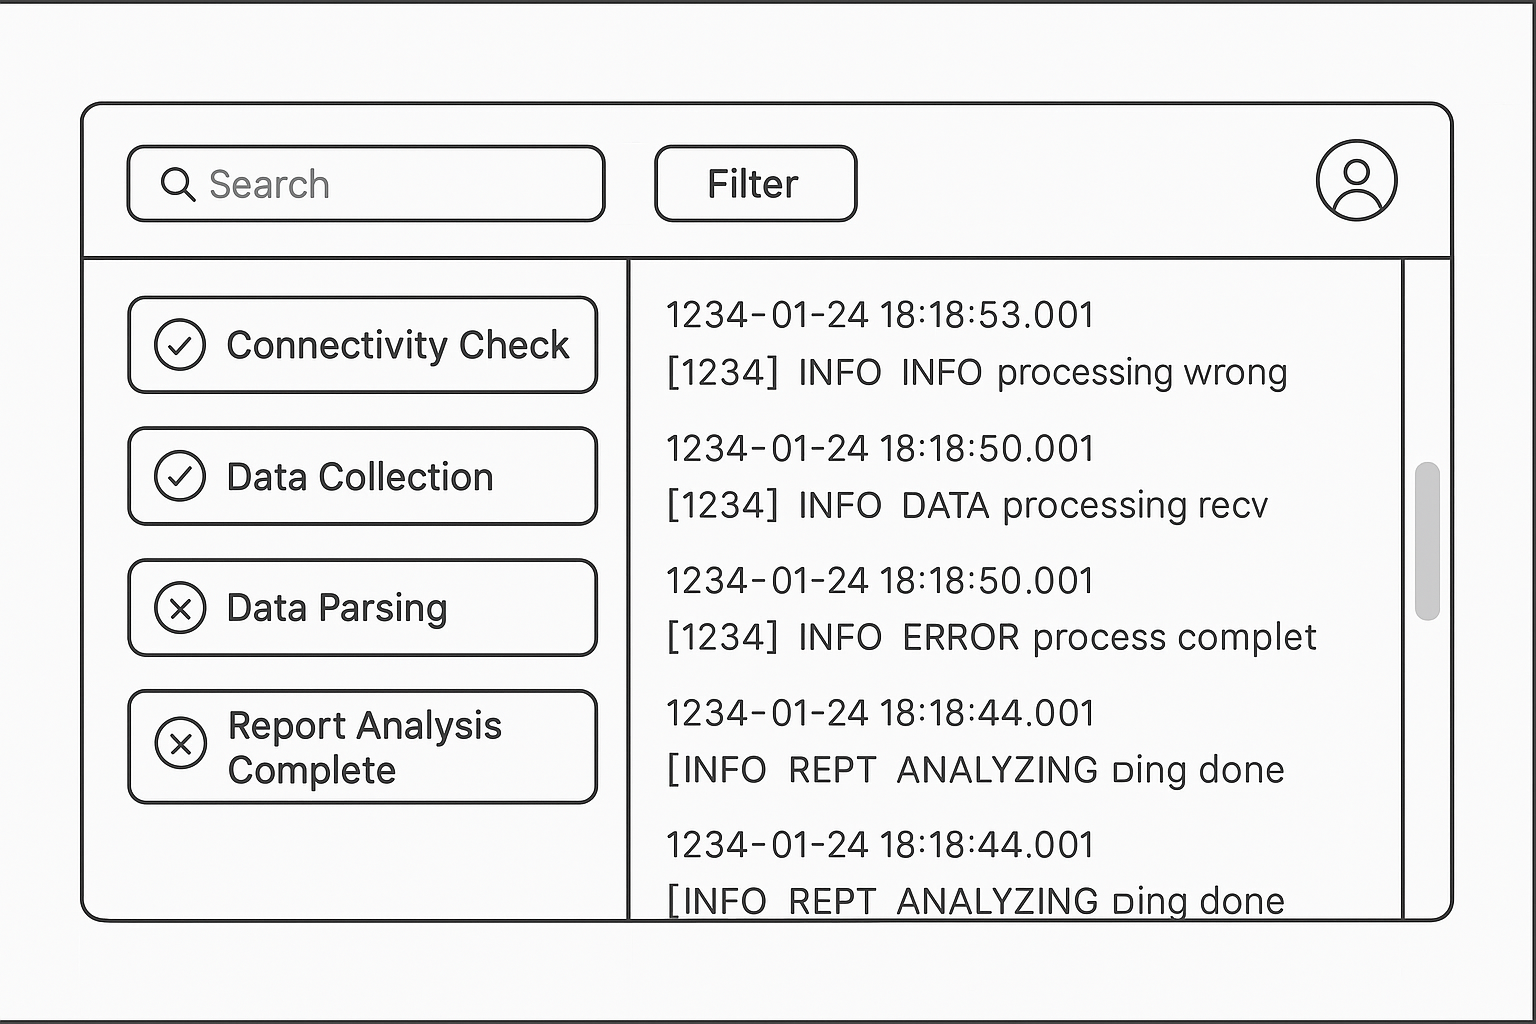 Search
Filter
Connectivity Check
Data Collection
Data Parsing
Report Analysis
Complete
1234-01-24 18:18:53.001
[1234] INFO INFO processing wrong
1234-01-24 18:18:50.001
[1234] INFO DATA processing recv
1234-01-24 18:18:50.001
[1234] INFO ERROR process complet
1234-01-24 18:18:44.001
[INFO REPT ANALYZING done
1234-01-24 18:18:44.001
[INFO REPT ANALYZING done